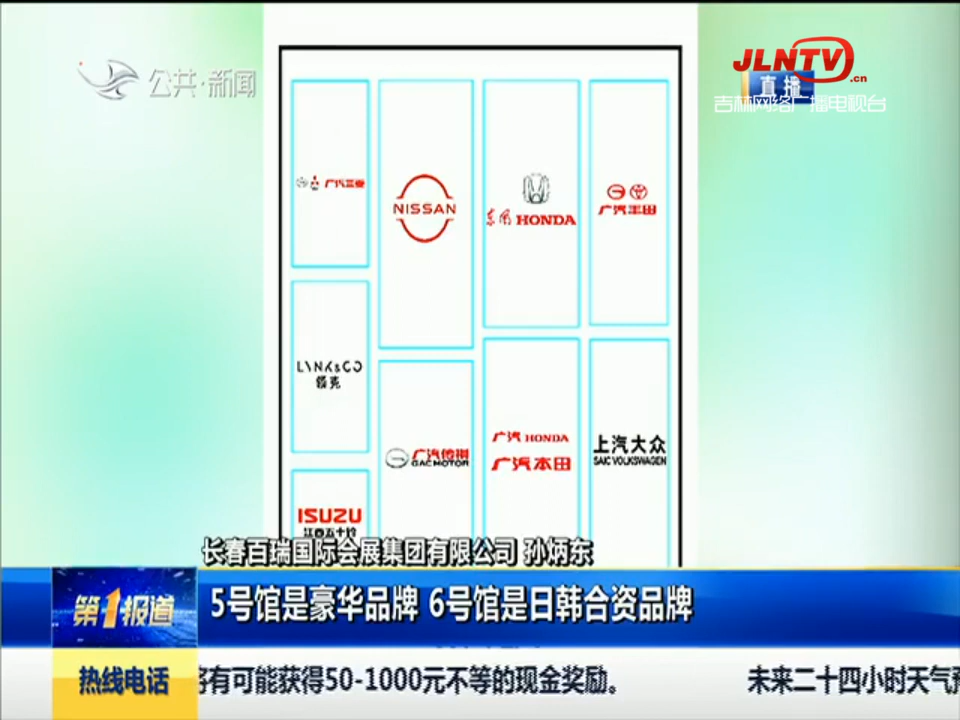 公共·新闻
JLNTV.cn
直播
吉林网络广播电视台
广汽三菱
NISSAN
东风 HONDA
广汽丰田
LYNK&CO
领克
广汽传祺
GAC MOTOR
广汽 HONDA
广汽本田
上汽大众
SAIC VOLKSWAGEN
ISUZU
江西五十铃
长春百瑞国际会展集团有限公司 孙炳东
第1报道
5号馆是豪华品牌 6号馆是日韩合资品牌
热线电话
将有可能获得50-1000元不等的现金奖励。
未来二十四小时天气预